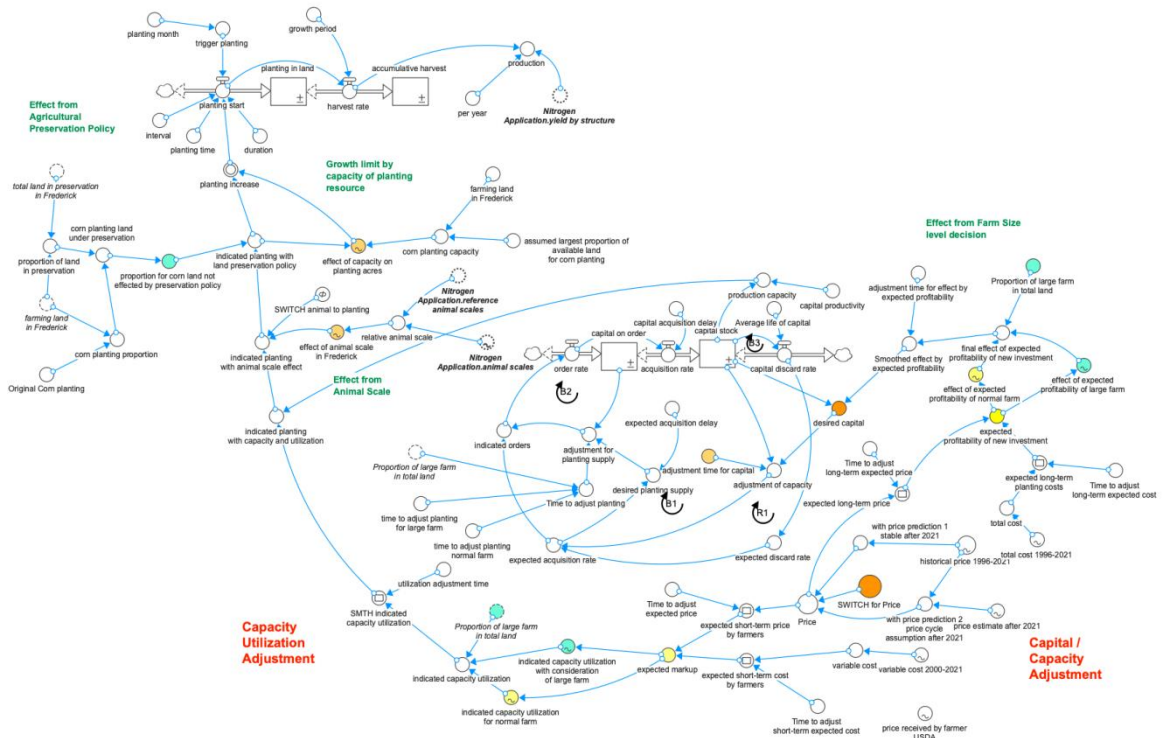 planting month
trigger planting
growth period
planting in land
accumulative harvest
production
planting start
harvest rate
per year
Nitrogen
Application.yield by structure
Effect from
Agricultural
Preservation Policy
interval
planting time
duration
planting increase
Growth limit by
capacity of planting
resource
total land in preservation
in Frederick
corn planting land
under preservation
farming land
in Frederick
proportion of land
in preservation
proportion for corn land not
effected by preservation policy
indicated planting with
land preservation policy
effect of capacity on
planting acres
corn planting capacity
assumed largest proportion of
available land
for corn planting
Effect from Farm Size
level decision
farming land
in Frederick
corn planting proportion
Original Corn planting
SWITCH animal to planting
Nitrogen
Application.reference
animal scales
effect of animal scale
in Frederick
relative animal scale
Nitrogen
Application.animal scales
indicated planting
with animal scale effect
Effect from
Animal Scale
indicated planting
with capacity and utilization
production capacity
capital productivity
capital acquisition delay
Average life of capital
capital on order
capital stock
B3
order rate
acquisition rate
capital discard rate
B2
adjustment time for effect by
expected profitability
Proportion of large farm
in total land
Smoothed effect by
expected profitability
final effect of expected
profitability of new investment
effect of expected
profitability of normal farm
effect of expected
profitability of large farm
expected
profitability of new investment
desired capital
indicated orders
adjustment for
planting supply
expected acquisition delay
adjustment time for capital
adjustment of capacity
desired planting supply
B1
R1
Proportion of large farm
in total land
Time to adjust planting
time to adjust planting
for large farm
time to adjust planting
normal farm
expected acquisition rate
expected discard rate
Time to adjust
long-term expected price
expected long-term price
expected long-term
planting costs
Time to adjust
long-term expected cost
total cost
total cost 1996-2021
with price prediction 1
stable after 2021
historical price 1996-2021
SWITCH for Price
with price prediction 2
price cycle
assumption after 2021
price estimate after 2021
utilization adjustment time
SMTH indicated
capacity utilization
Capacity
Utilization
Adjustment
Proportion of large farm
in total land
indicated capacity utilization
indicated capacity utilization
with consideration
of large farm
indicated capacity utilization
for normal farm
Time to adjust
expected price
expected short-term price
by farmers
Price
expected markup
expected short-term cost
by farmers
variable cost
variable cost 2000-2021
Time to adjust
short-term expected cost
Capital /
Capacity
Adjustment
price received by farmer
USDA